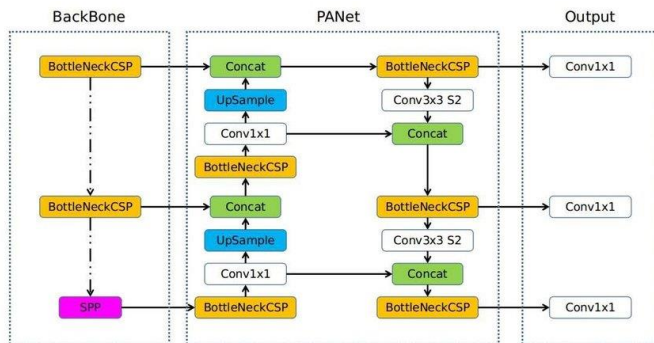 BackBone
PANet
Output
BottleNeckCSP
Concat
BottleNeckCSP
Conv1x1
UpSample
Conv3x3 S2
Conv1x1
Concat
BottleNeckCSP
BottleNeckCSP
Concat
BottleNeckCSP
Conv1x1
UpSample
Conv3x3 S2
Conv1x1
Concat
SPP
BottleNeckCSP
BottleNeckCSP
Conv1x1